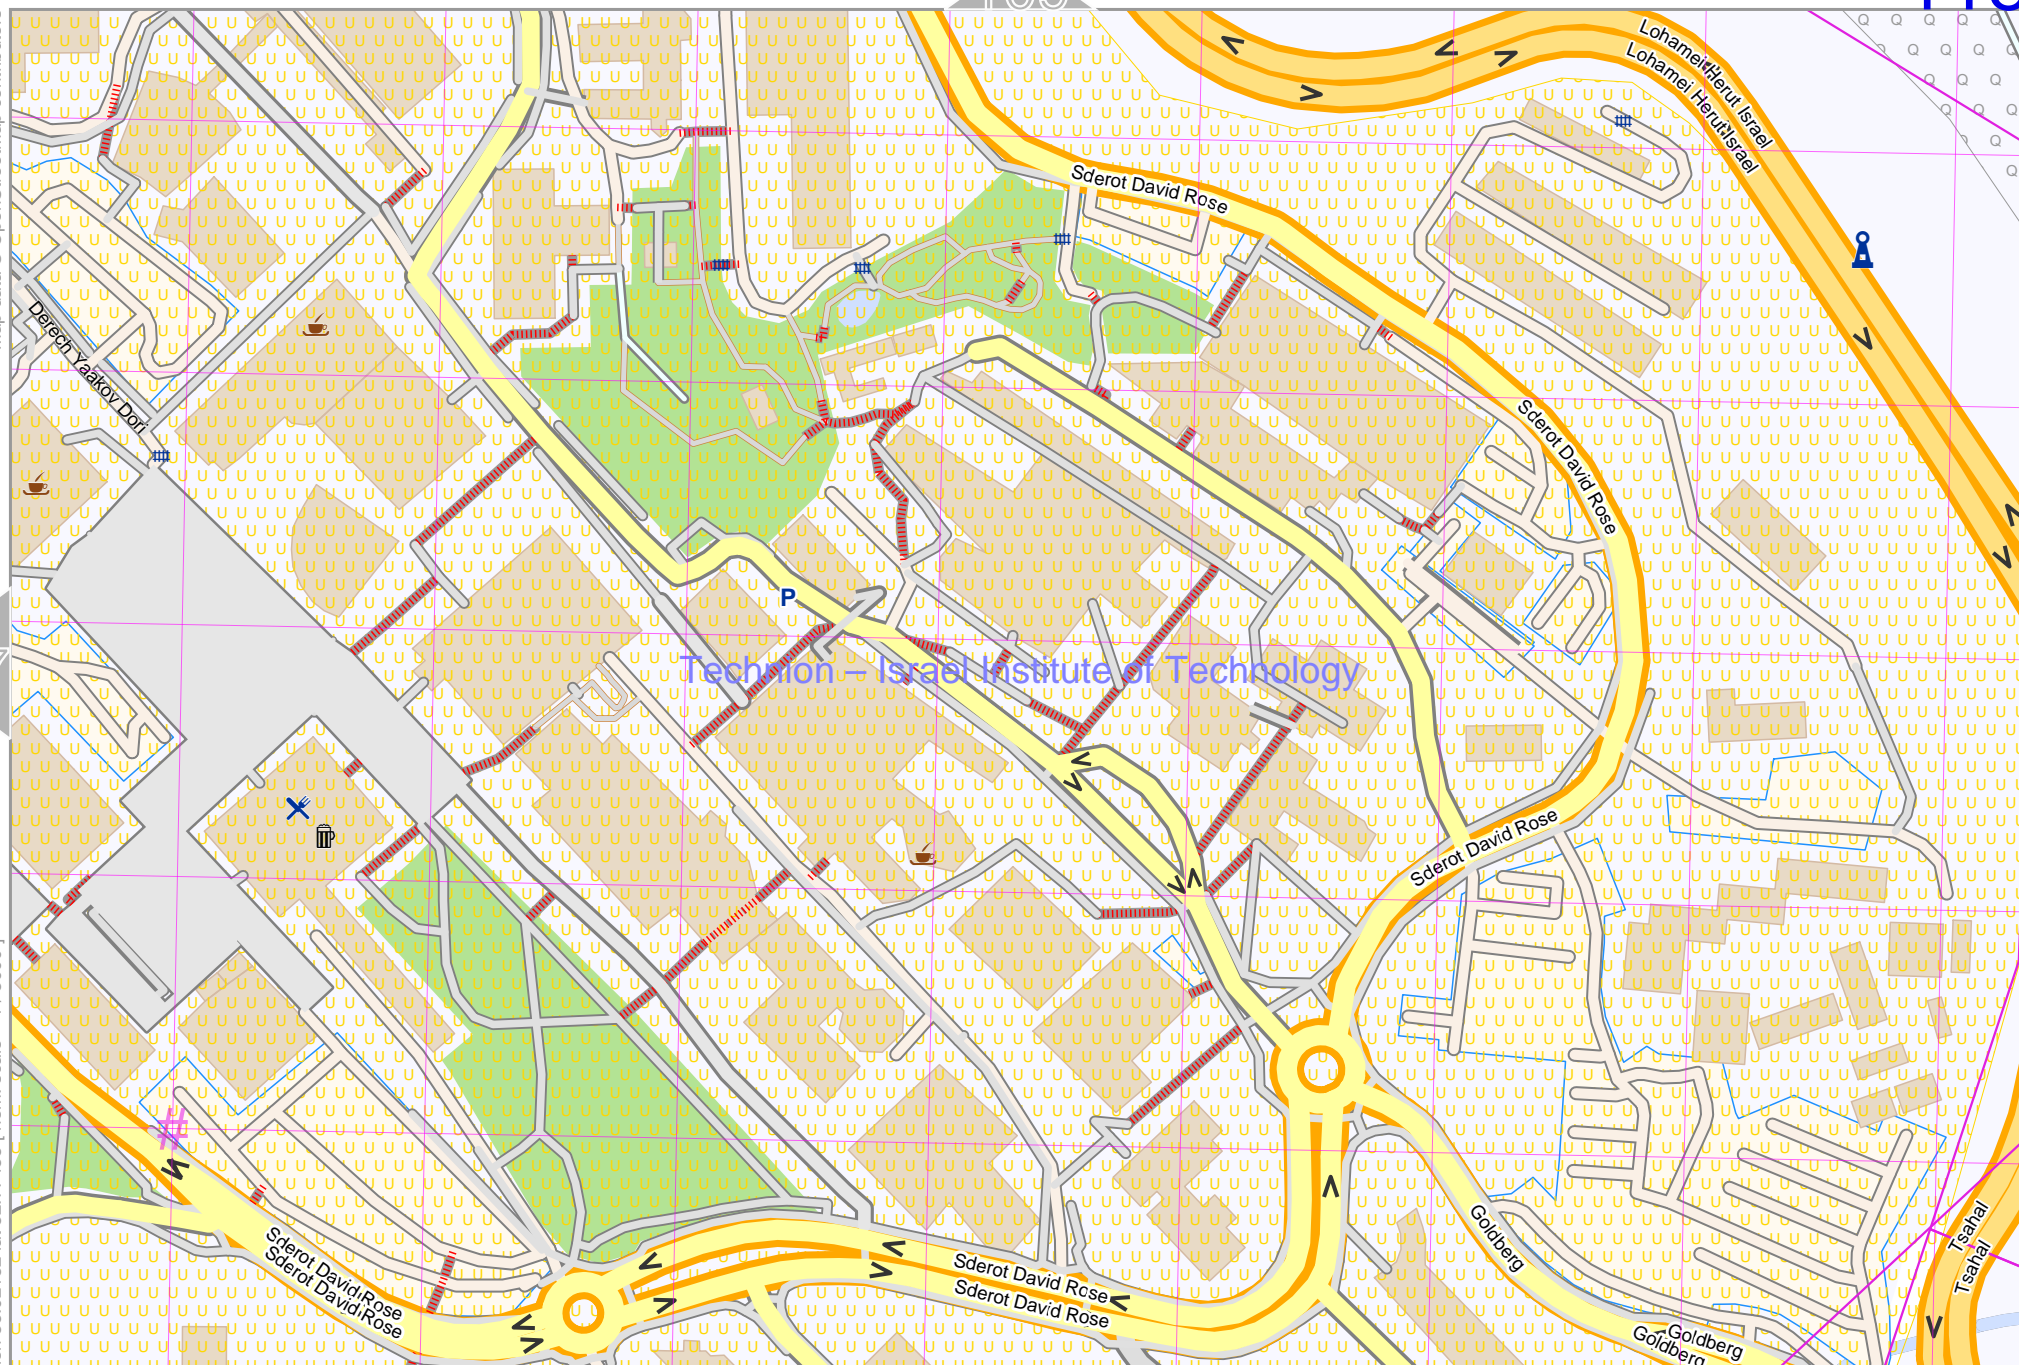 Lohamei Herut Israel
Lohamei Herut Israel
Sderot David Rose
Derech Yaakov Dori
Sderot David Rose
P
Technion – Israel Institute of Technology
Sderot David Rose
Goldberg
Tsahal
Tsahal
Sderot David Rose
Sderot David Rose
Sderot David Rose
Sderot David Rose
Goldberg
Goldberg